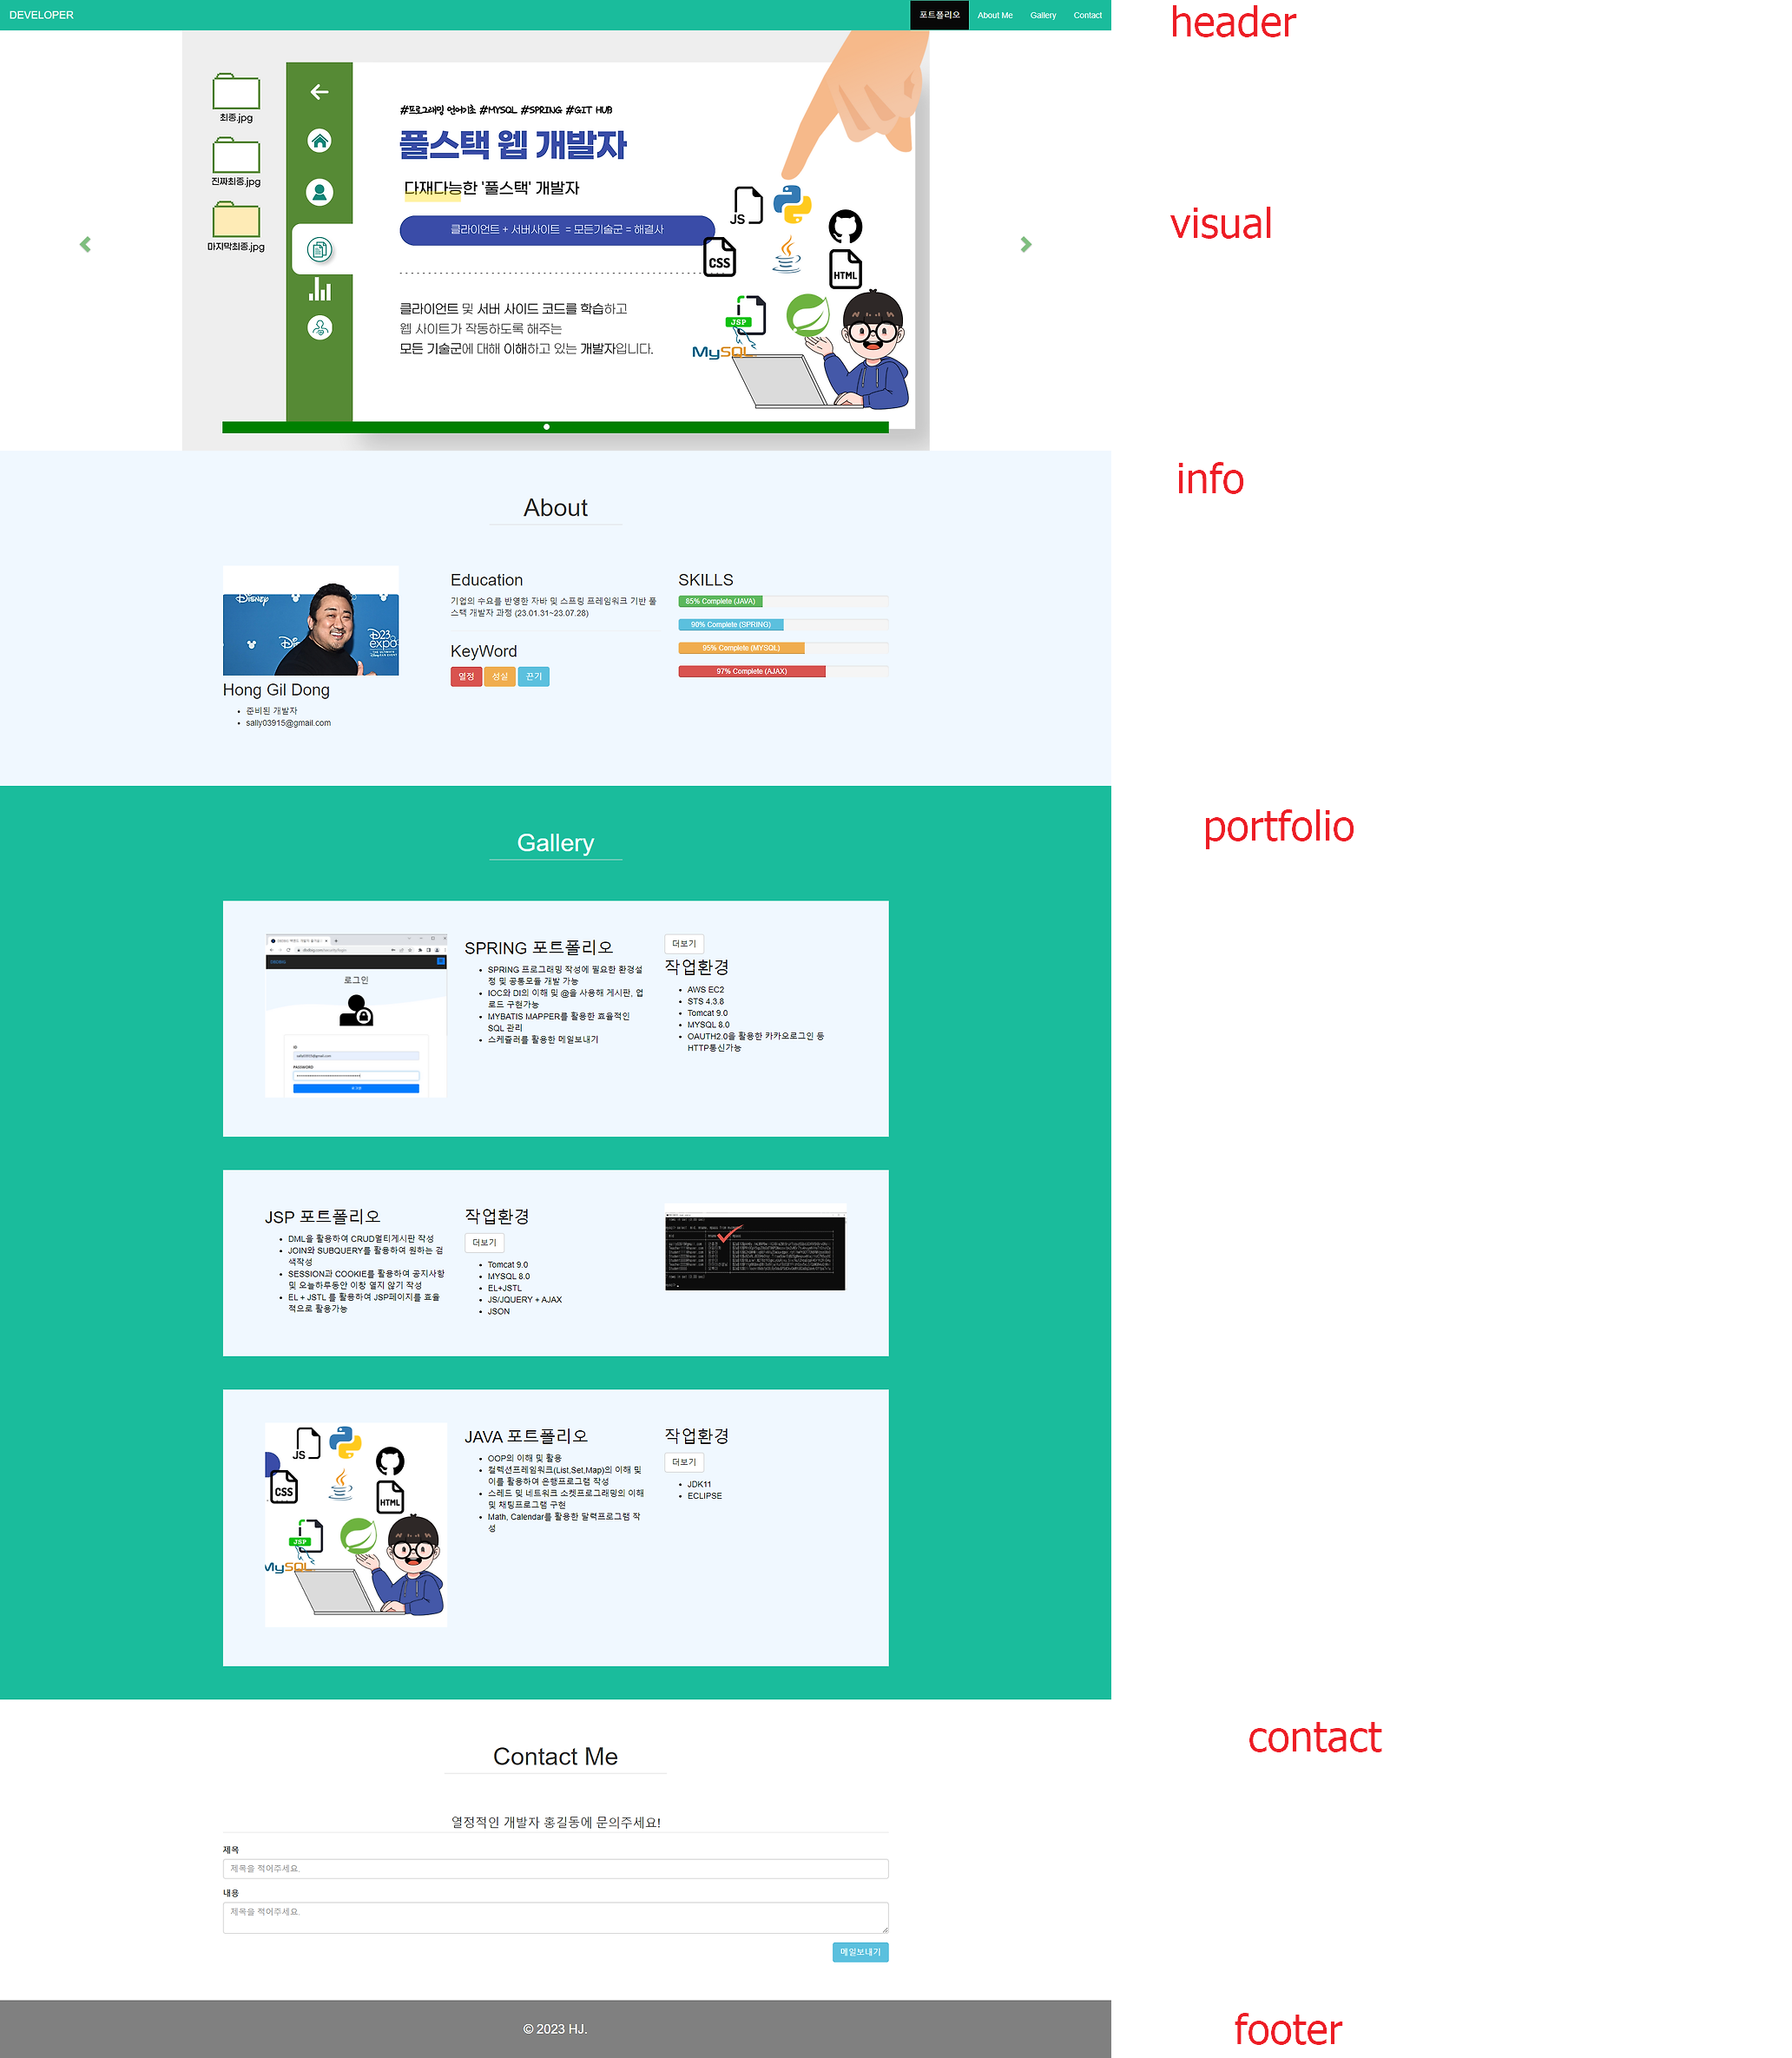 DEVELOPER
포트폴리오 About Me Gallery Contact
header
최종.jpg
진짜최종.jpg
마지막최종.jpg
#프로그래밍 언어기초 #MYSQL #SPRING #GIT HUB
풀스택 웹 개발자
다재다능한 '풀스택' 개발자
클라이언트 + 서버사이트 = 모든기술군 = 해결사
클라이언트 및 서버 사이드 코드를 학습하고
웹 사이트가 작동하도록 해주는
모든 기술군에 대해 이해하고 있는 개발자입니다.
JS
CSS
HTML
JSP
MySQL
visual
info
About
DISNEY
D23
expo
Hong Gil Dong
준비된 개발자
sally03915@gmail.com
Education
기업의 수요를 반영한 자바 및 스프링 프레임워크 기반 풀
스택 개발자 과정 (23.01.31~23.07.28)
KeyWord
열정 성실 끈기
SKILLS
85% Complete (JAVA)
90% Complete (SPRING)
95% Complete (MYSQL)
97% Complete (AJAX)
portfolio
Gallery
로그인
ID
sally03915@gmail.com
PASSWORD
로그인
SPRING 포트폴리오
SPRING 프로그래밍 작성에 필요한 환경설
정 및 공통모듈 개발 가능
IOC와 DI의 이해 및 @을 사용해 게시판, 업
로드 구현가능
MYBATIS MAPPER를 활용한 효율적인
SQL 관리
스케쥴러를 활용한 메일보내기
더보기
작업환경
AWS EC2
STS 4.3.8
Tomcat 9.0
MYSQL 8.0
OAUTH2.0을 활용한 카카오로그인 등
HTTP통신가능
JSP 포트폴리오
DML을 활용하여 CRUD멀티게시판 작성
JOIN와 SUBQUERY를 활용하여 원하는 검
색작성
SESSION과 COOKIE를 활용하여 공지사항
및 오늘하루동안 이창 열지 않기 작성
EL + JSTL 를 활용하여 JSP페이지를 효율
적으로 활용가능
작업환경
더보기
Tomcat 9.0
MYSQL 8.0
EL+JSTL
JS/JQUERY + AJAX
JSON
JS
CSS
HTML
JSP
MySQL
JAVA 포트폴리오
OOP의 이해 및 활용
컬렉션프레임워크(List,Set,Map)의 이해 및
이를 활용하여 은행프로그램 작성
스레드 및 네트워크 소켓프로그래밍의 이해
및 채팅프로그램 구현
Math, Calendar를 활용한 달력프로그램 작
성
작업환경
더보기
JDK11
ECLIPSE
contact
Contact Me
열정적인 개발자 홍길동에 문의주세요!
제목
제목을 적어주세요.
내용
제목을 적어주세요.
메일보내기
© 2023 HJ.
footer